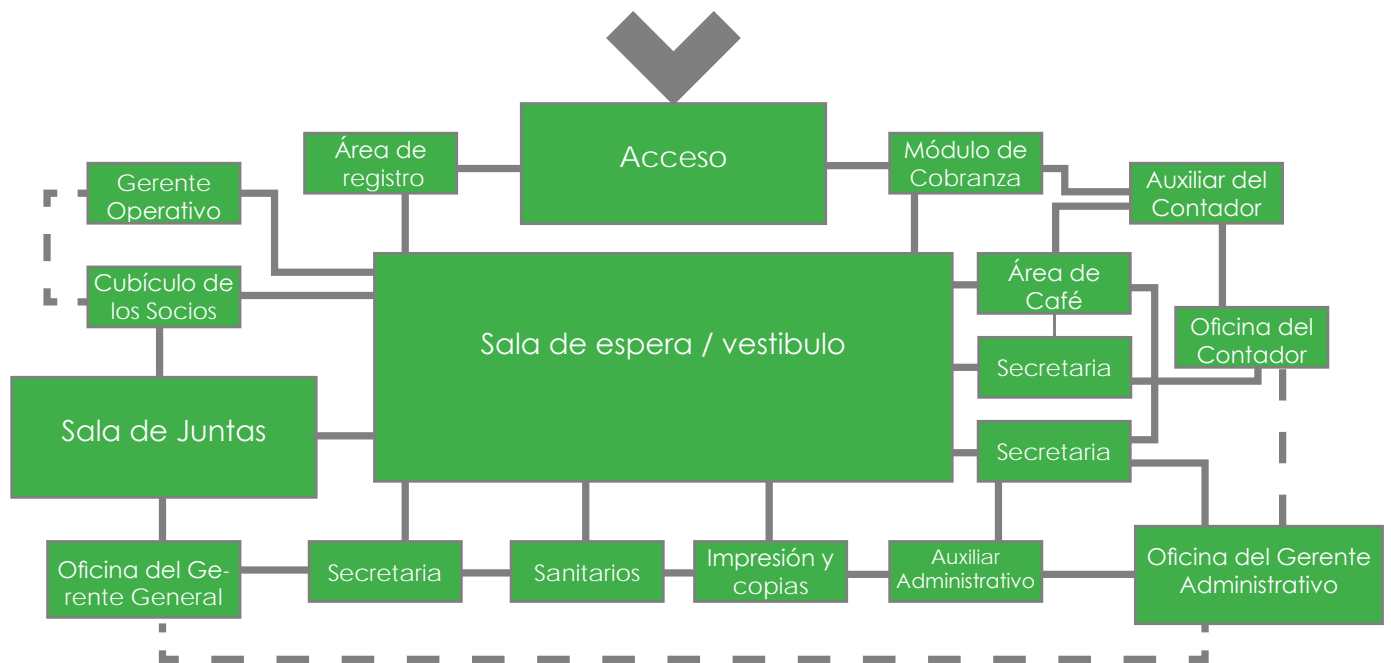 Acceso
Área de
registro
Módulo de
Cobranza
Gerente
Operativo
Auxiliar del
Contador
Cubículo de
los Socios
Sala de espera / vestibulo
Área de
Café
Oficina del
Contador
Secretaria
Sala de Juntas
Secretaria
Oficina del Ge-
rente General
Secretaria
Sanitarios
Impresión y
copias
Auxiliar
Administrativo
Oficina del Gerente
Administrativo